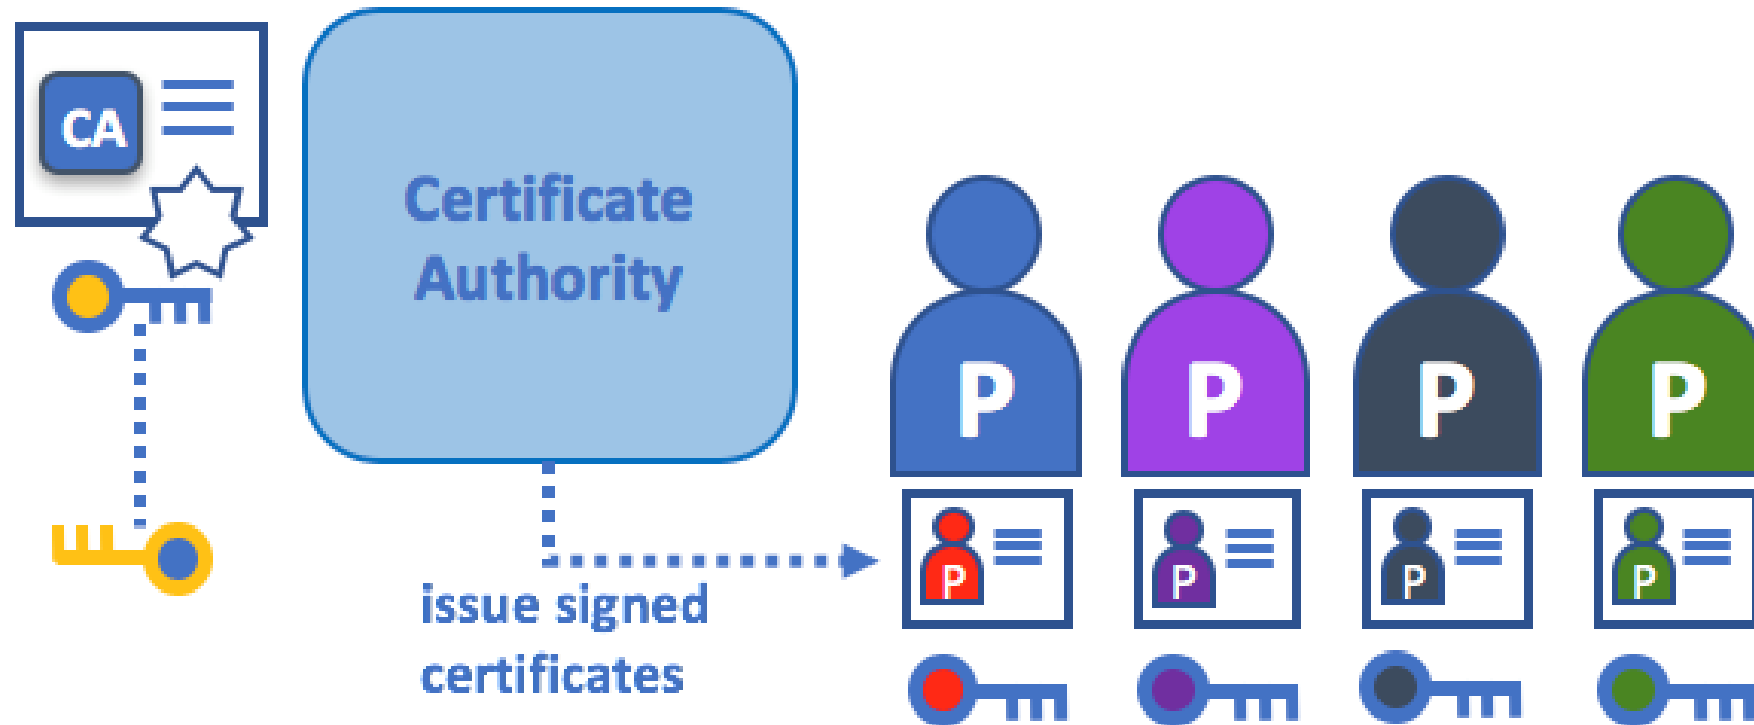 CA
Certificate
Authority
P P P P
issue signed
certificates
P P P P